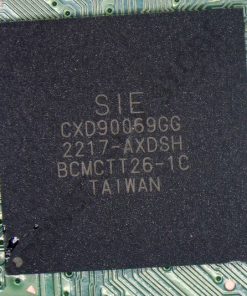 SIE
CXD90069GG
2217-AXDSH
BCMCTT26-1C
TAIWAN